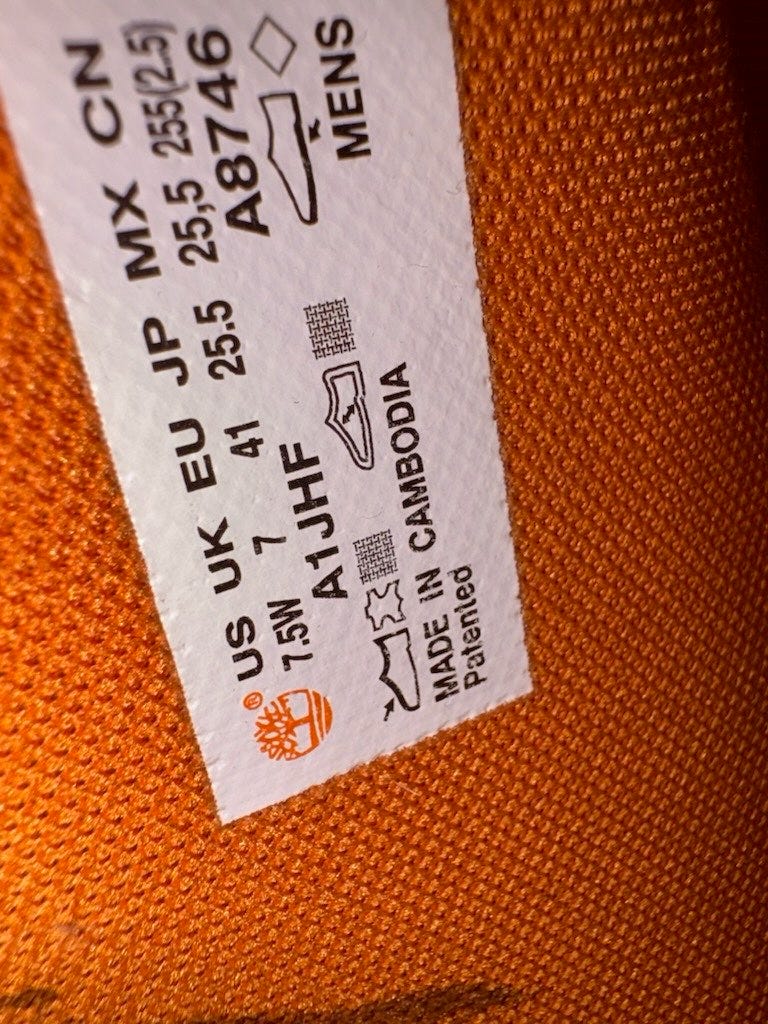 US UK EU JP MX CN
7.5W 7 41 25.5 25,5 255(2.5)
A1JHF A8746
MENS
MADE IN CAMBODIA
Patented
®